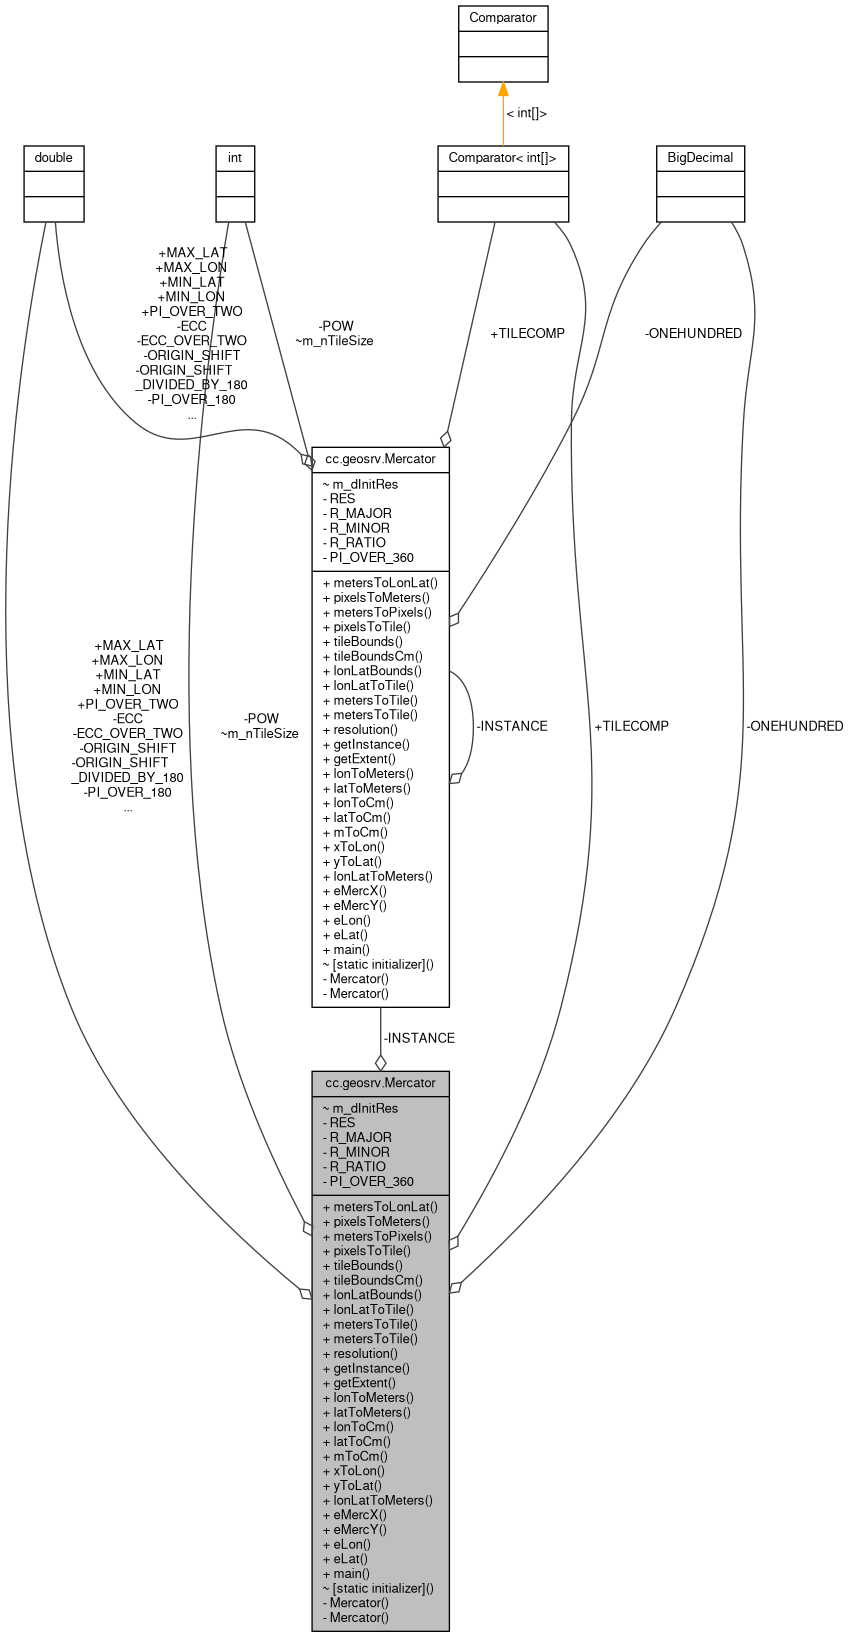 Comparator
< int[]>
double
int
Comparator< int[]>
BigDecimal
+MAX_LAT
+MAX_LON
+MIN_LAT
+MIN_LON
+PI_OVER_TWO
-ECC
-ECC_OVER_TWO
-ORIGIN_SHIFT
-ORIGIN_SHIFT
_DIVIDED_BY_180
-PI_OVER_180
...
-POW
~m_nTileSize
+TILECOMP
-ONEHUNDRED
cc.geosrv.Mercator
~ m_dInitRes
- RES
- R_MAJOR
- R_MINOR
- R_RATIO
- PI_OVER_360
+ metersToLonLat()
+ pixelsToMeters()
+ metersToPixels()
+ pixelsToTile()
+ tileBounds()
+ tileBoundsCm()
+ lonLatBounds()
+ lonLatToTile()
+ metersToTile()
+ metersToTile()
+ resolution()
+ getInstance()
+ getExtent()
+ lonToMeters()
+ latToMeters()
+ lonToCm()
+ latToCm()
+ mToCm()
+ xToLon()
+ yToLat()
+ lonLatToMeters()
+ eMercX()
+ eMercY()
+ eLon()
+ eLat()
+ main()
~ [static initializer]()
- Mercator()
- Mercator()
+MAX_LAT
+MAX_LON
+MIN_LAT
+MIN_LON
+PI_OVER_TWO
-ECC
-ECC_OVER_TWO
-ORIGIN_SHIFT
-ORIGIN_SHIFT
_DIVIDED_BY_180
-PI_OVER_180
...
-POW
~m_nTileSize
-INSTANCE
+TILECOMP
-ONEHUNDRED
-INSTANCE
cc.geosrv.Mercator
~ m_dInitRes
- RES
- R_MAJOR
- R_MINOR
- R_RATIO
- PI_OVER_360
+ metersToLonLat()
+ pixelsToMeters()
+ metersToPixels()
+ pixelsToTile()
+ tileBounds()
+ tileBoundsCm()
+ lonLatBounds()
+ lonLatToTile()
+ metersToTile()
+ metersToTile()
+ resolution()
+ getInstance()
+ getExtent()
+ lonToMeters()
+ latToMeters()
+ lonToCm()
+ latToCm()
+ mToCm()
+ xToLon()
+ yToLat()
+ lonLatToMeters()
+ eMercX()
+ eMercY()
+ eLon()
+ eLat()
+ main()
~ [static initializer]()
- Mercator()
- Mercator()